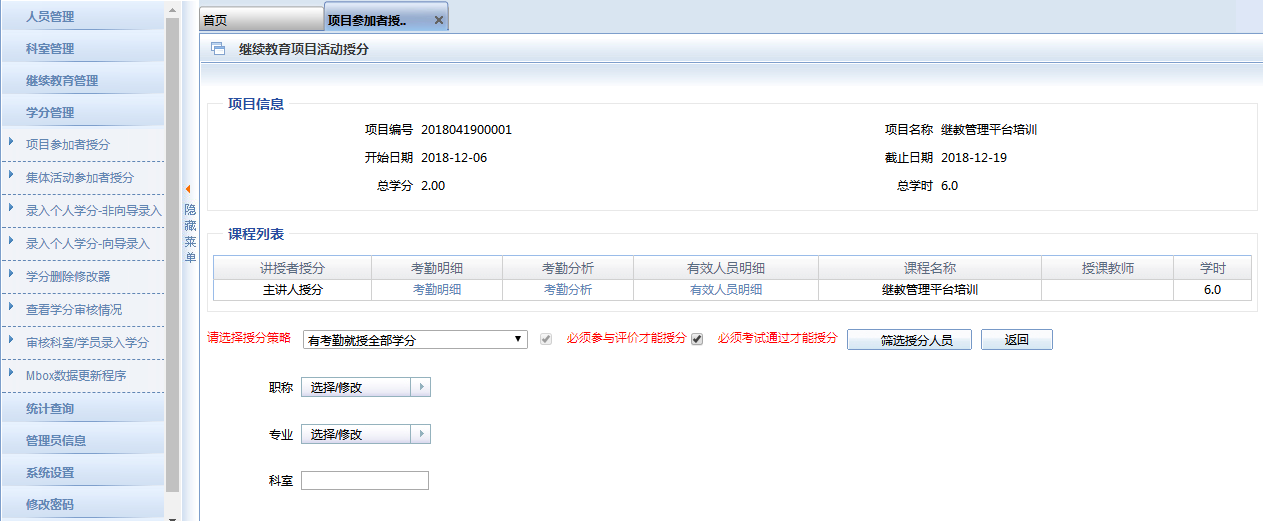 人员管理
科室管理
继续教育管理
学分管理
项目参加者授分
集体活动参加者授分
录入个人学分-非向导录入
录入个人学分-向导录入
学分删除修改器
查看学分审核情况
审核科室/学员录入学分
Mbox数据更新程序
统计查询
管理员信息
系统设置
修改密码
隐藏菜单
首页 项目参加者授..
继续教育项目活动授分
项目信息
项目编号 2018041900001 项目名称 继教管理平台培训
开始日期 2018-12-06 截止日期 2018-12-19
总学分 2.00 总学时 6.0
课程列表
讲授者授分 考勤明细 考勤分析 有效人员明细 课程名称 授课教师 学时
主讲人授分 考勤明细 考勤分析 有效人员明细 继教管理平台培训 6.0
请选择授分策略 有考勤就授全部学分 必须参与评价才能授分 必须考试通过才能授分 筛选授分人员 返回
职称 选择/修改
专业 选择/修改
科室